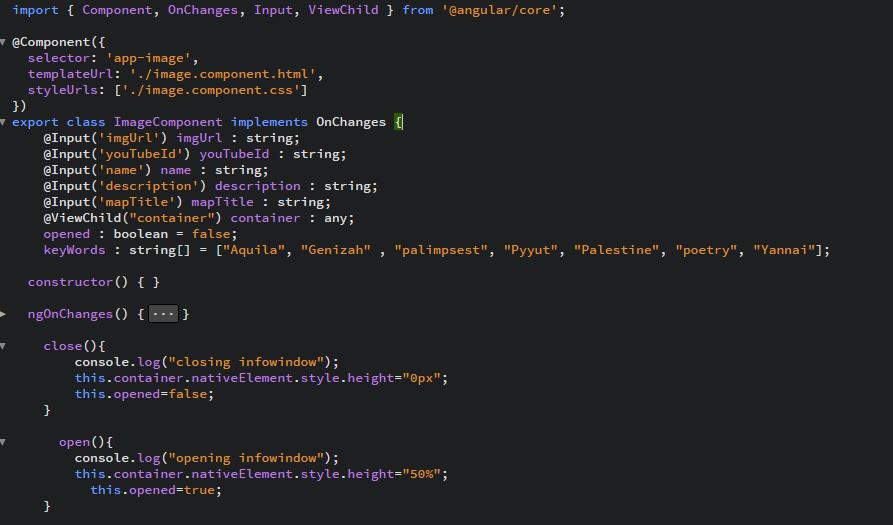 import { Component, OnChanges, Input, ViewChild } from '@angular/core';
@Component({
selector: 'app-image',
templateUrl: './image.component.html',
styleUrls: ['./image.component.css']
})
export class ImageComponent implements OnChanges {
@Input('imgUrl') imgUrl : string;
@Input('youTubeId') youTubeId : string;
@Input('name') name : string;
@Input('description') description : string;
@Input('mapTitle') mapTitle : string;
@ViewChild("container") container : any;
opened : boolean = false;
keyWords : string[] = ["Aquila", "Genizah" , "palimpsest", "Pyyut", "Palestine", "poetry", "Yannai"];
constructor() { }
ngOnChanges() { ··· }
close(){
console.log("closing infowindow");
this.container.nativeElement.style.height="0px";
this.opened=false;
}
open(){
console.log("opening infowindow");
this.container.nativeElement.style.height="50%";
this.opened=true;
}